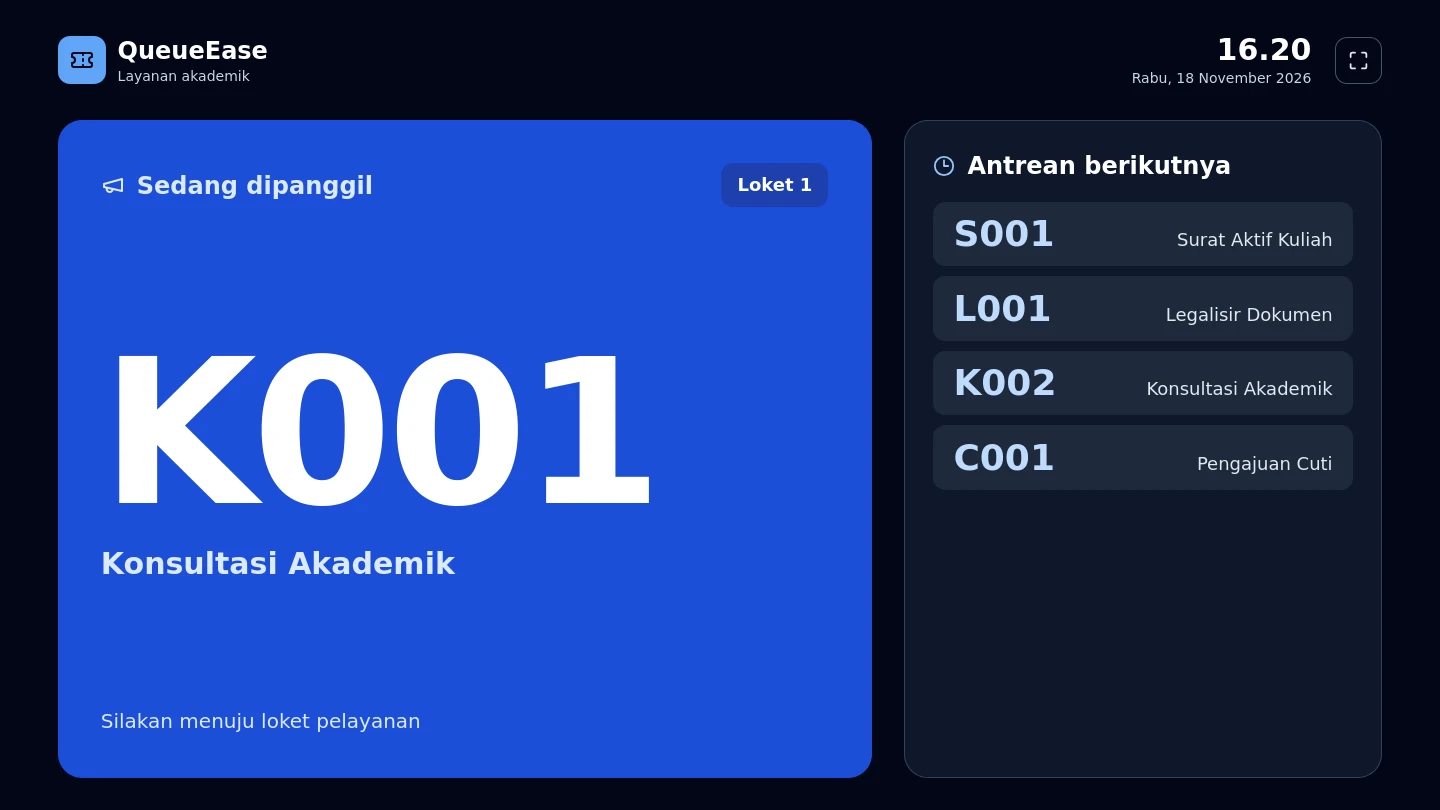 QueueEase
Layanan akademik
16.20
Rabu, 18 November 2026
Sedang dipanggil
Loket 1
K001
Konsultasi Akademik
Silakan menuju loket pelayanan
Antrean berikutnya
S001 Surat Aktif Kuliah
L001 Legalisir Dokumen
K002 Konsultasi Akademik
C001 Pengajuan Cuti